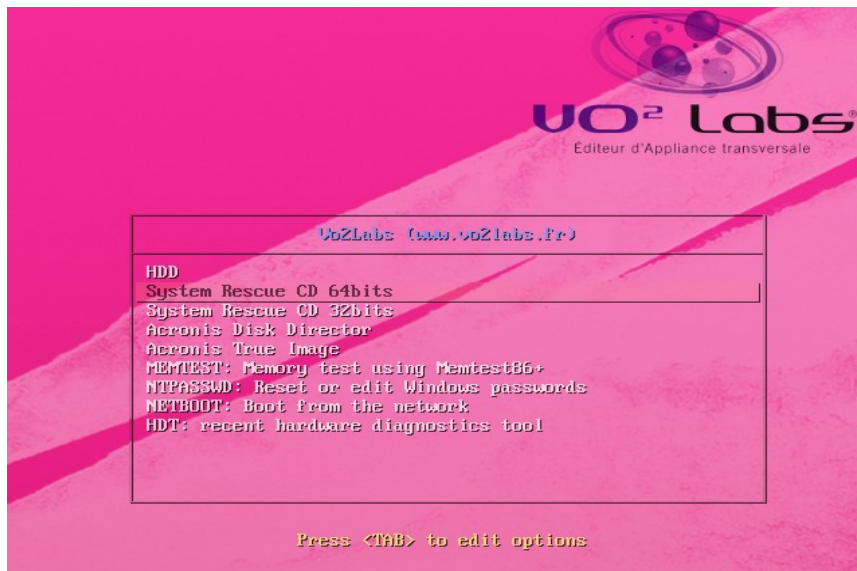 VO² Labs®
Éditeur d'Appliance transversale
Vo2Labs (www.vo2labs.fr)
HDD
System Rescue CD 64bits
System Rescue CD 32bits
Acronis Disk Director
Acronis True Image
MEMTEST: Memory test using Memtest86+
NTPASSWD: Reset or edit Windows passwords
NETBOOT: Boot from the network
HDT: recent hardware diagnostics tool
Press <TAB> to edit options